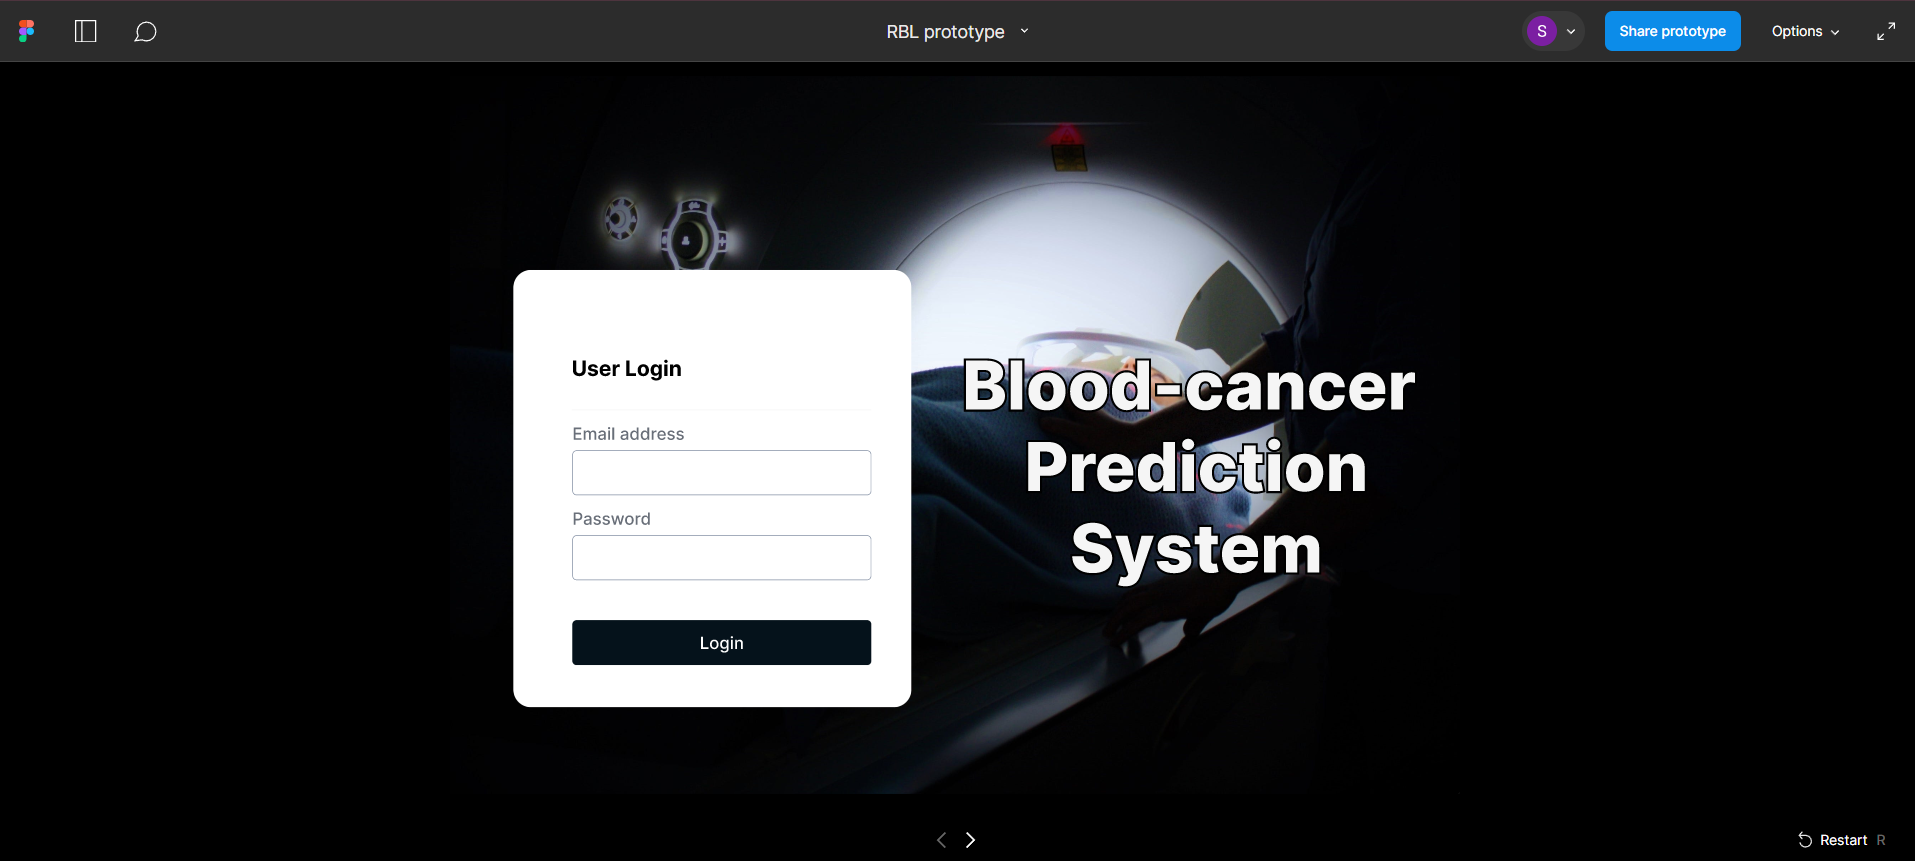 RBL prototype
S
Share prototype
Options
User Login
Email address
Password
Login
Blood-cancer
Prediction
System
Restart R